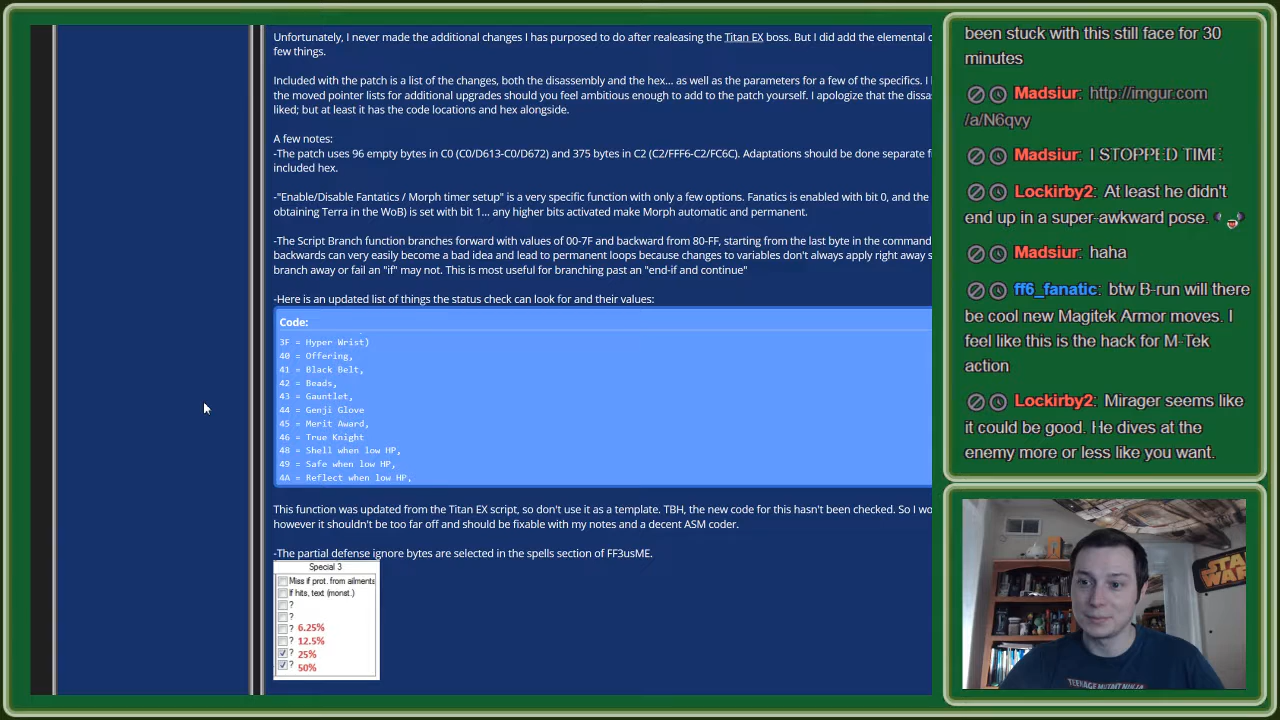 Unfortunately, I never made the additional changes I has purposed to do after realeasing the Titan EX boss. But I did add the elemental
few things.
Included with the patch is a list of the changes, both the disassembly and the hex... as well as the parameters for a few of the specifics. I
the moved pointer lists for additional upgrades should you feel ambitious enough to add to the patch yourself. I apologize that the dissa
liked; but at least it has the code locations and hex alongside.
A few notes:
-The patch uses 96 empty bytes in C0 (C0/D613-C0/D672) and 375 bytes in C2 (C2/FFF6-C2/FC6C). Adaptations should be done separate
included hex.
-"Enable/Disable Fantatics / Morph timer setup" is a very specific function with only a few options. Fanatics is enabled with bit 0, and the
obtaining Terra in the WoB) is set with bit 1... any higher bits activated make Morph automatic and permanent.
-The Script Branch function branches forward with values of 00-7F and backward from 80-FF, starting from the last byte in the command
backwards can very easily become a bad idea and lead to permanent loops because changes to variables don't always apply right away
branch away or fail an "if" may not. This is most useful for branching past an "end-if and continue"
-Here is an updated list of things the status check can look for and their values:
Code:
3F = Hyper Wrist)
40 = Offering,
41 = Black Belt,
42 = Beads,
43 = Gauntlet,
44 = Genji Glove
45 = Merit Award,
46 = True Knight
48 = Shell when low HP,
49 = Safe when low HP,
4A = Reflect when low HP,
This function was updated from the Titan EX script, so don't use it as a template. TBH, the new code for this hasn't been checked. So I wo
however it shouldn't be too far off and should be fixable with my notes and a decent ASM coder.
-The partial defense ignore bytes are selected in the spells section of FF3usME.
Special 3
Miss if prot. from ailments
If hits, text (monst.)
?
?
? 6.25%
? 12.5%
? 25%
? 50%
been stuck with this still face for 30
minutes
Madsiur: http://imgur.com
/a/N6qvy
Madsiur: I STOPPED TIME
Lockirby2: At least he didn't
end up in a super-awkward pose.
Madsiur: haha
ff6_fanatic: btw B-run will there
be cool new Magitek Armor moves. I
feel like this is the hack for M-Tek
action
Lockirby2: Mirager seems like
it could be good. He dives at the
enemy more or less like you want.
STAR
WARS
TEENAGE MUTANT NINJA